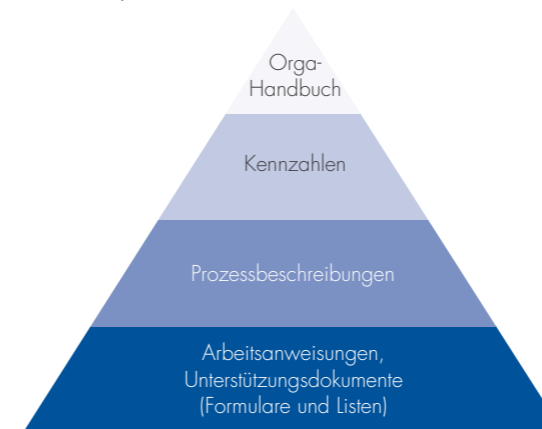 Orga-
Handbuch
Kennzahlen
Prozessbeschreibungen
Arbeitsanweisungen,
Unterstützungsdokumente
(Formulare und Listen)